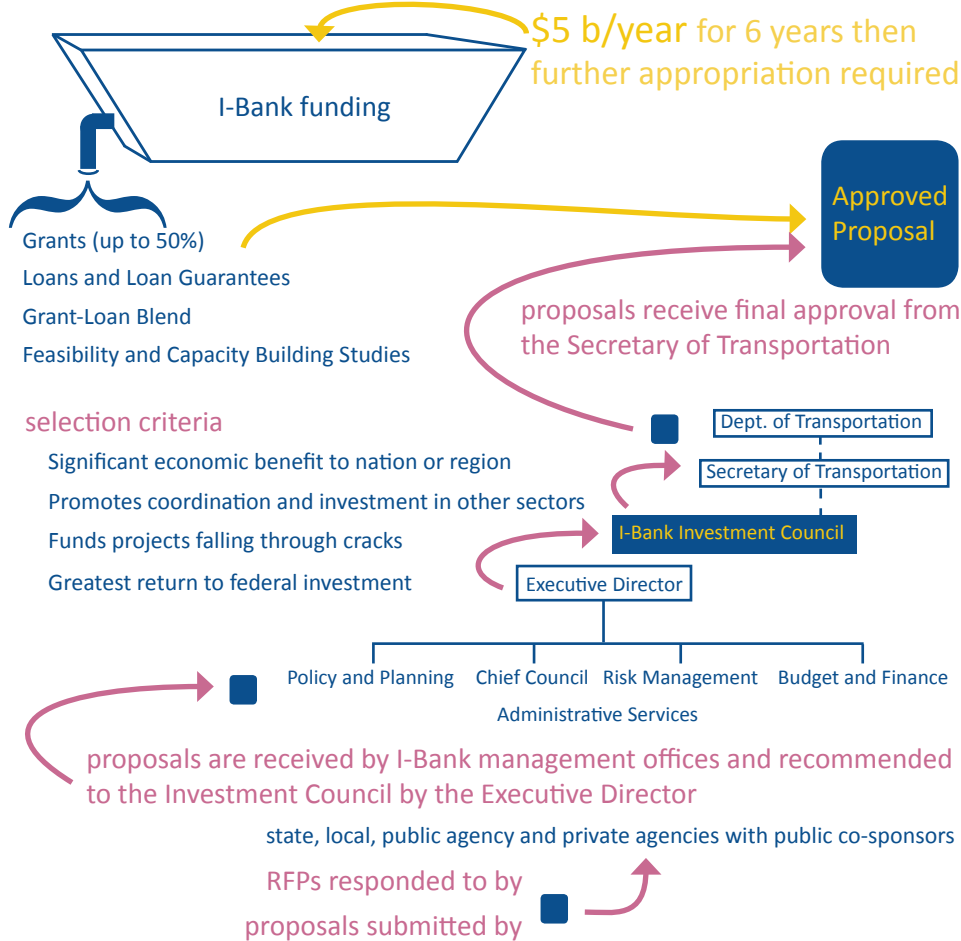 $5 b/year for 6 years then
further appropriation required
I-Bank funding
Approved
Proposal
Grants (up to 50%)
Loans and Loan Guarantees
Grant-Loan Blend
Feasibility and Capacity Building Studies
proposals receive final approval from
the Secretary of Transportation
selection criteria
Significant economic benefit to nation or region
Promotes coordination and investment in other sectors
Funds projects falling through cracks
Greatest return to federal investment
Dept. of Transportation
Secretary of Transportation
I-Bank Investment Council
Executive Director
Policy and Planning
Chief Council
Risk Management
Budget and Finance
Administrative Services
proposals are received by I-Bank management offices and recommended
to the Investment Council by the Executive Director
state, local, public agency and private agencies with public co-sponsors
RFPs responded to by
proposals submitted by